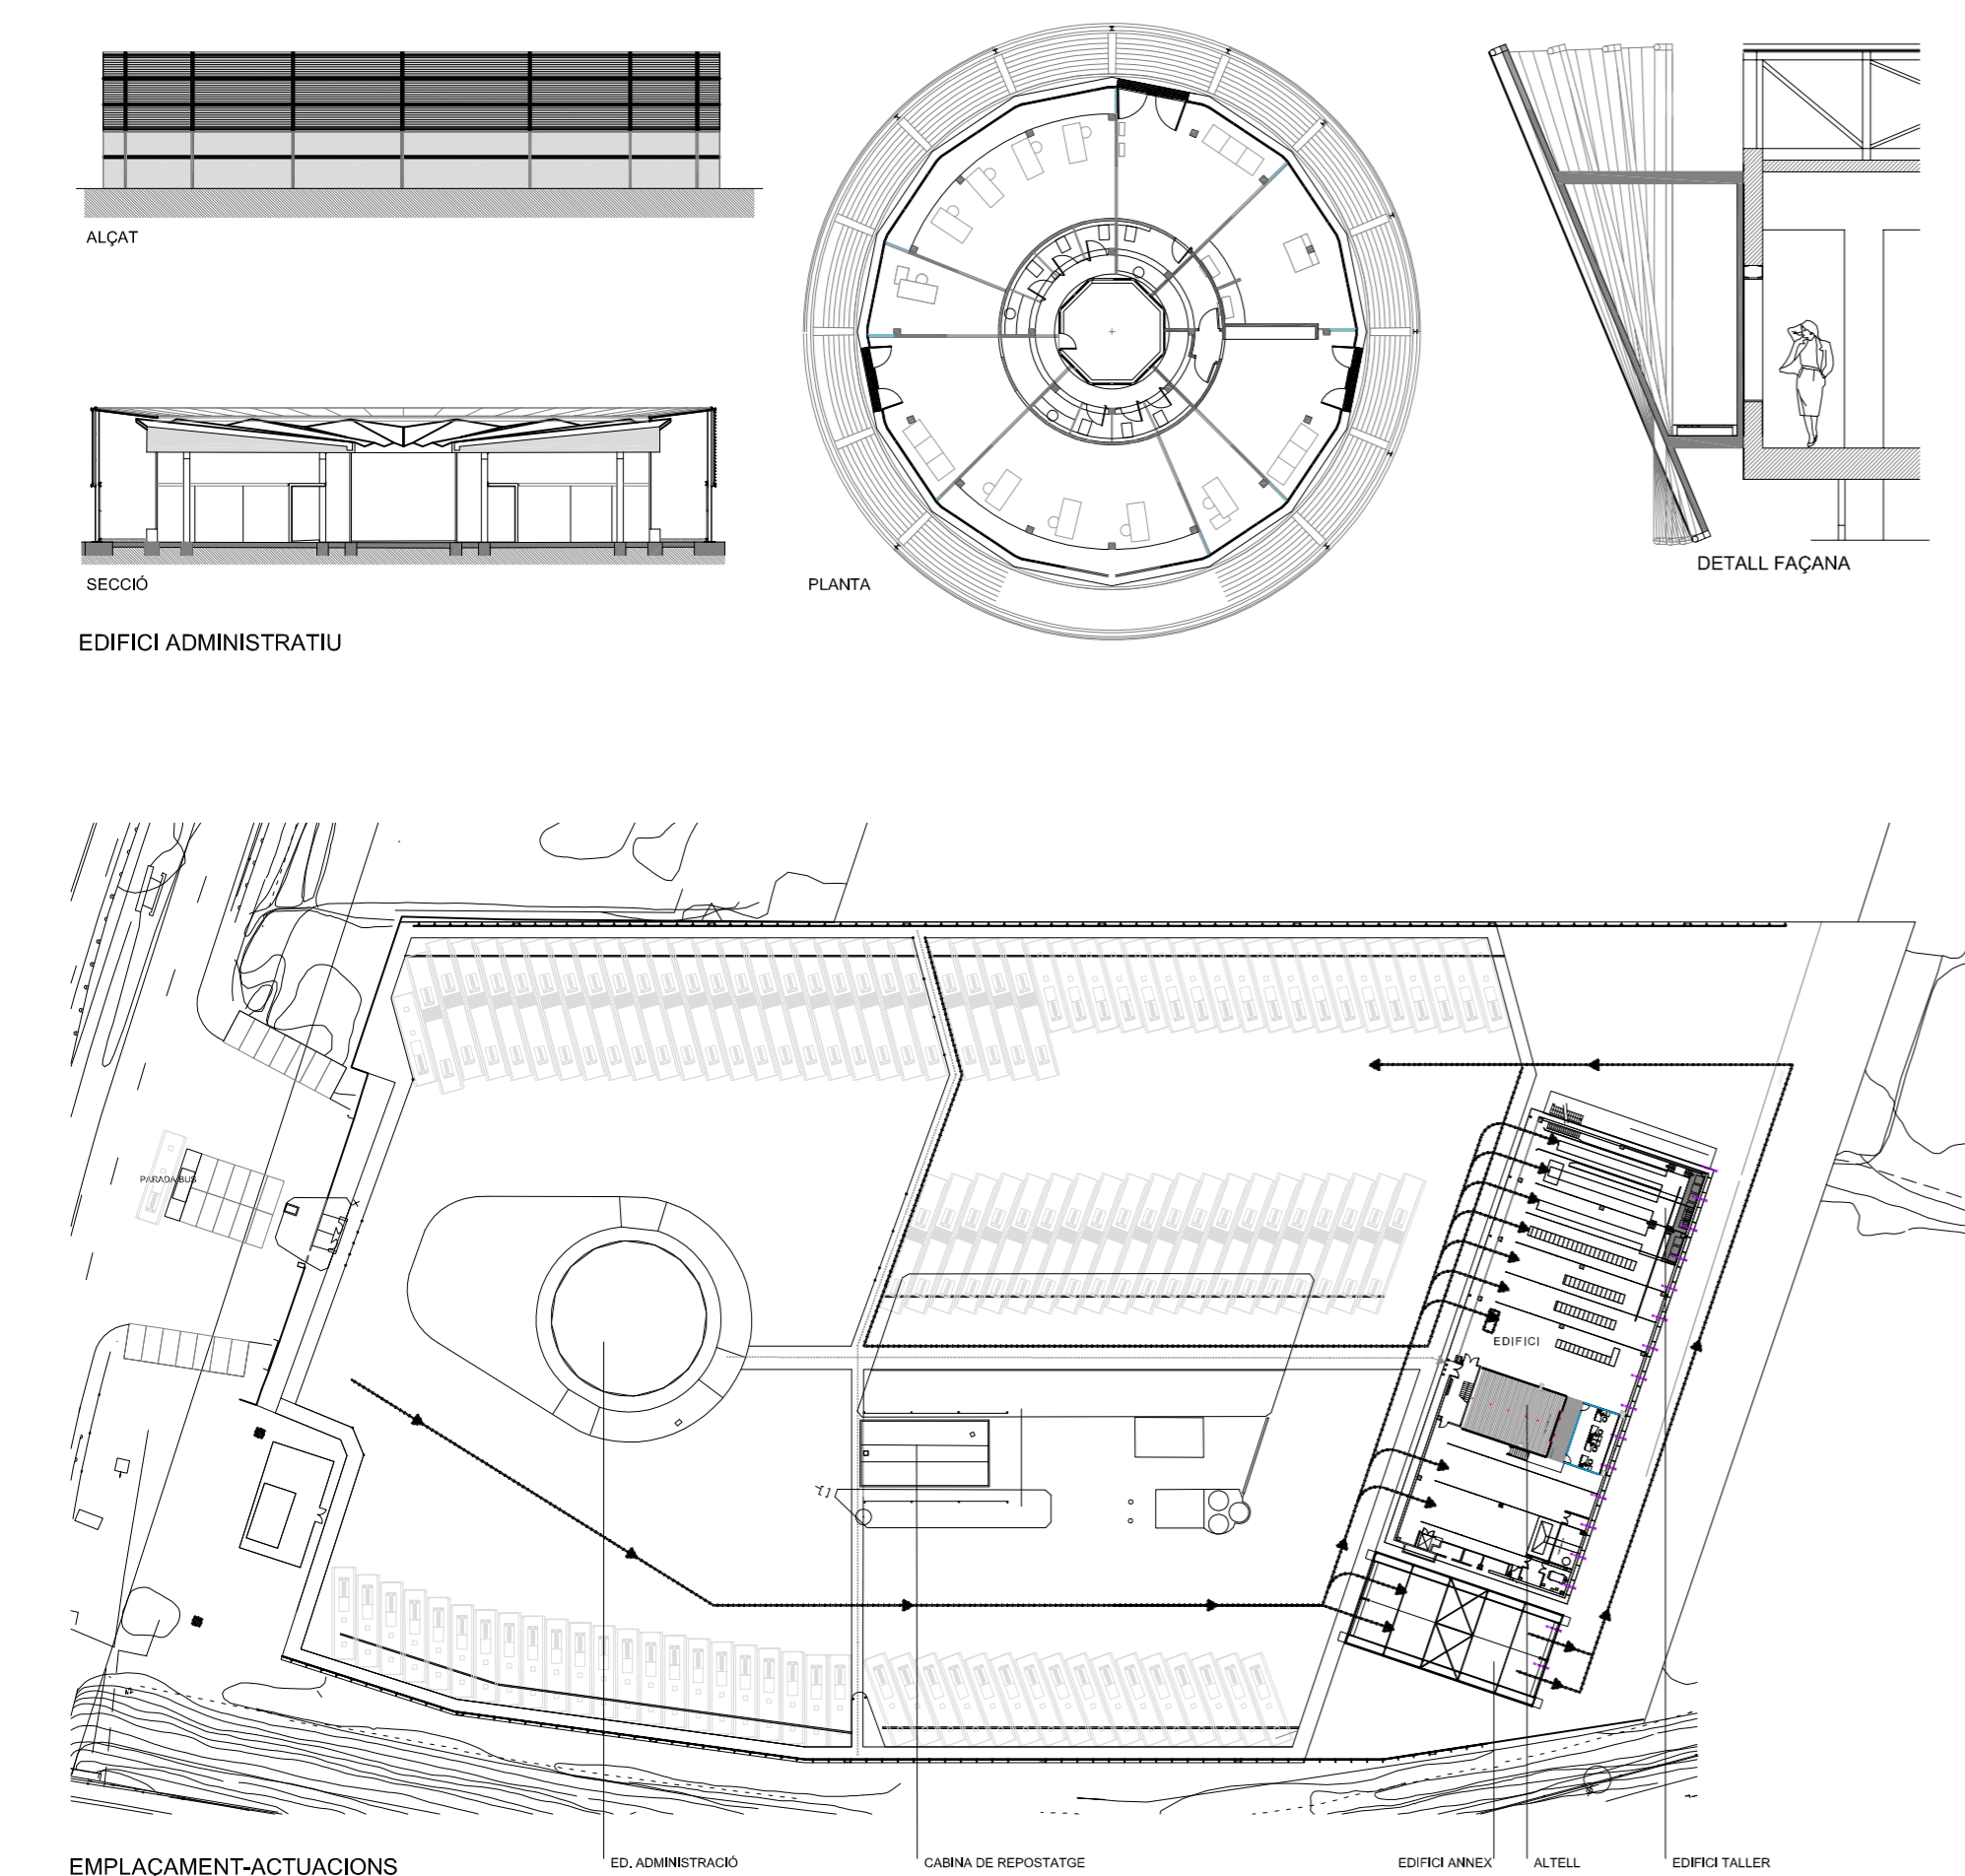 ALÇAT
SECCIÓ
EDIFICI ADMINISTRATIU
PLANTA
DETALL FAÇANA
PARADA BUS
EDIFICI
EMPLAÇAMENT-ACTUACIONS
ED. ADMINISTRACIÓ
CABINA DE REPOSTATGE
EDIFICI ANNEX
ALTELL
EDIFICI TALLER